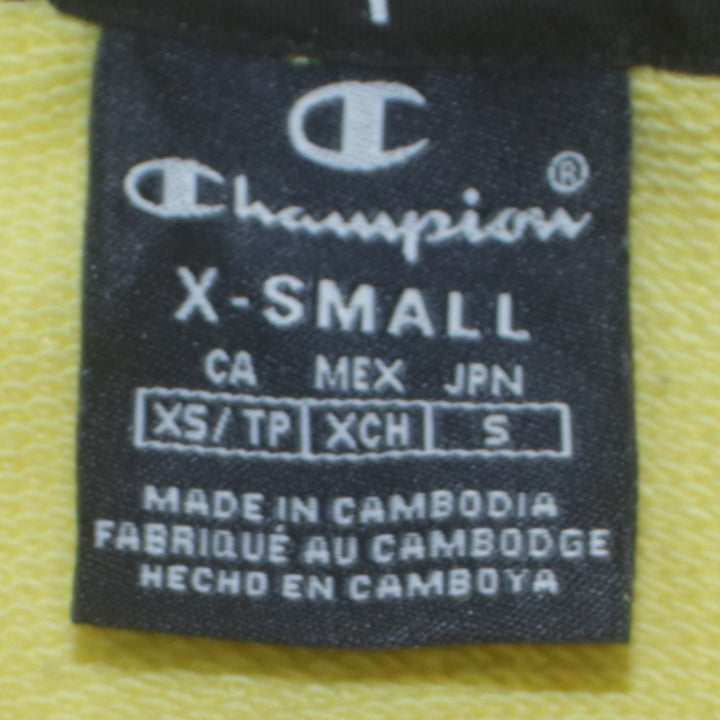 Champion®
X-SMALL
CA MEX JPN
XS/TP XCH S
MADE IN CAMBODIA
FABRIQUÉ AU CAMBODGE
HECHO EN CAMBOYA